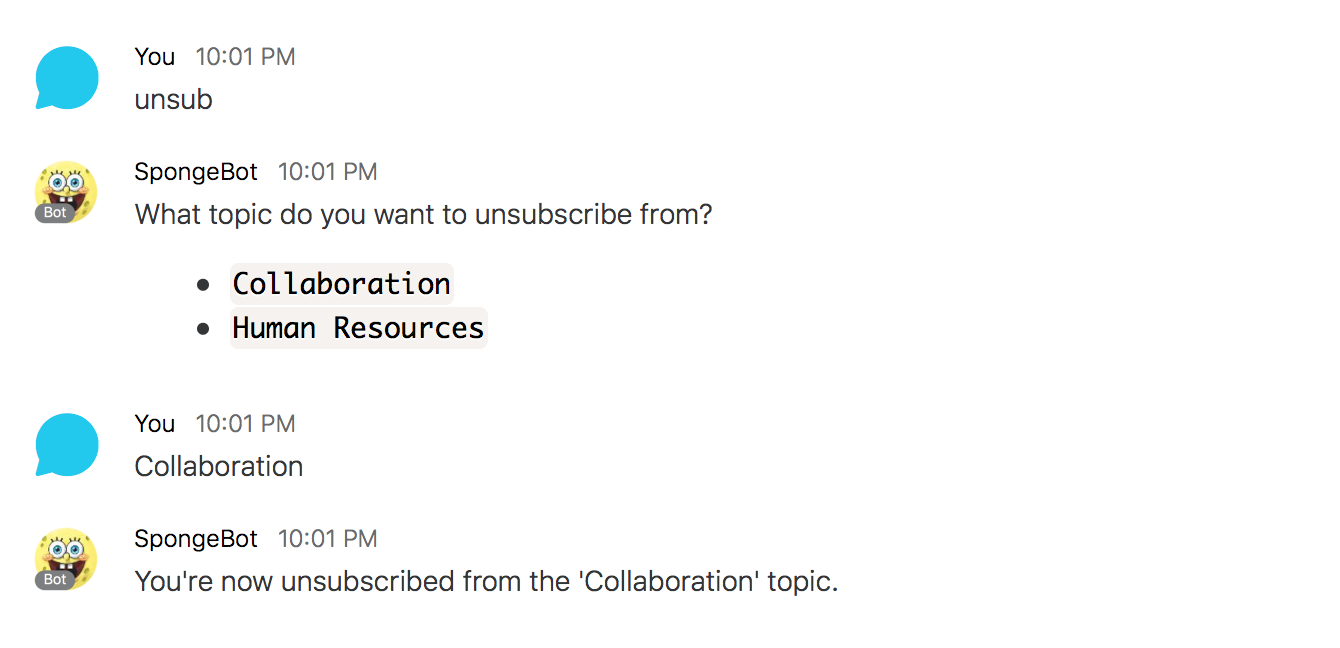 You 10:01 PM
unsub
SpongeBot 10:01 PM
Bot
What topic do you want to unsubscribe from?
• Collaboration
• Human Resources
You 10:01 PM
Collaboration
SpongeBot 10:01 PM
Bot
You're now unsubscribed from the 'Collaboration' topic.